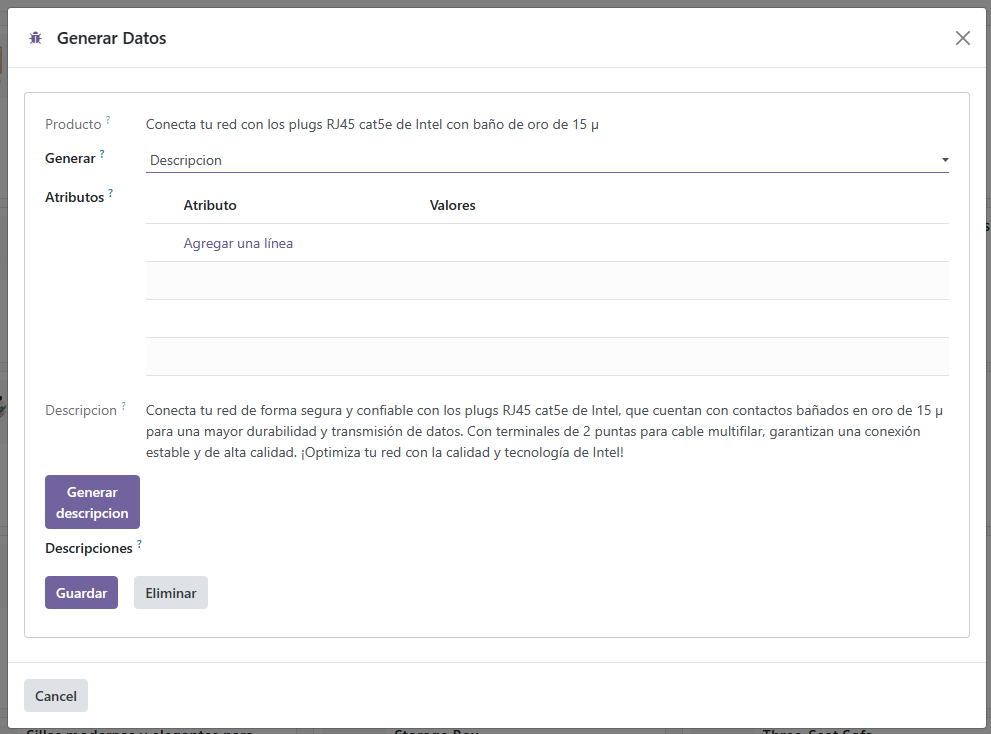 Generar Datos
Producto ?
Conecta tu red con los plugs RJ45 cat5e de Intel con baño de oro de 15 µ
Generar ?
Descripcion
Atributos ?
Atributo
Valores
Agregar una línea
Descripcion ?
Conecta tu red de forma segura y confiable con los plugs RJ45 cat5e de Intel, que cuentan con contactos bañados en oro de 15 µ
para una mayor durabilidad y transmisión de datos. Con terminales de 2 puntas para cable multifilar, garantizan una conexión
estable y de alta calidad. ¡Optimiza tu red con la calidad y tecnología de Intel!
Generar
descripcion
Descripciones ?
Guardar
Eliminar
Cancel